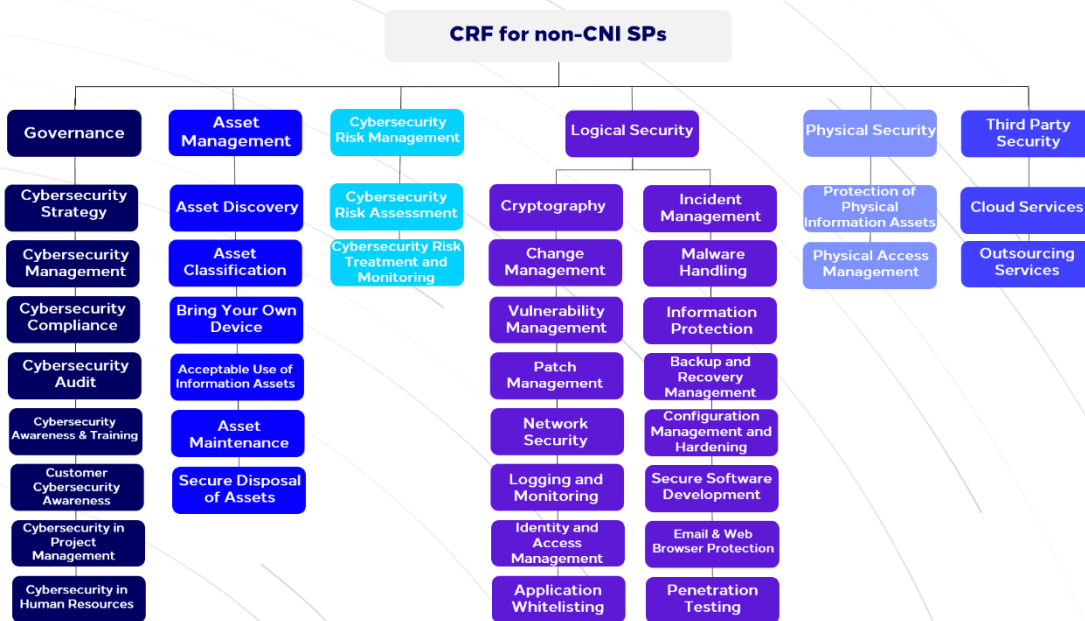 CRF for non-CNI SPs
Governance
Cybersecurity
Strategy
Cybersecurity
Management
Cybersecurity
Compliance
Cybersecurity
Audit
Cybersecurity
Awareness & Training
Customer
Cybersecurity
Awareness
Cybersecurity in
Project
Management
Cybersecurity in
Human Resources
Asset
Management
Asset Discovery
Asset
Classification
Bring Your Own
Device
Acceptable Use of
Information Assets
Asset
Maintenance
Secure Disposal
of Assets
Cybersecurity
Risk Management
Cybersecurity
Risk Assessment
Cybersecurity Risk
Treatment and
Monitoring
Logical Security
Cryptography
Change
Management
Vulnerability
Management
Patch
Management
Network
Security
Logging and
Monitoring
Identity and
Access
Management
Application
Whitelisting
Incident
Management
Malware
Handling
Information
Protection
Backup and
Recovery
Management
Configuration
Management and
Hardening
Secure Software
Development
Email & Web
Browser Protection
Penetration
Testing
Physical Security
Protection of
Physical
Information Assets
Physical Access
Management
Third Party
Security
Cloud Services
Outsourcing
Services